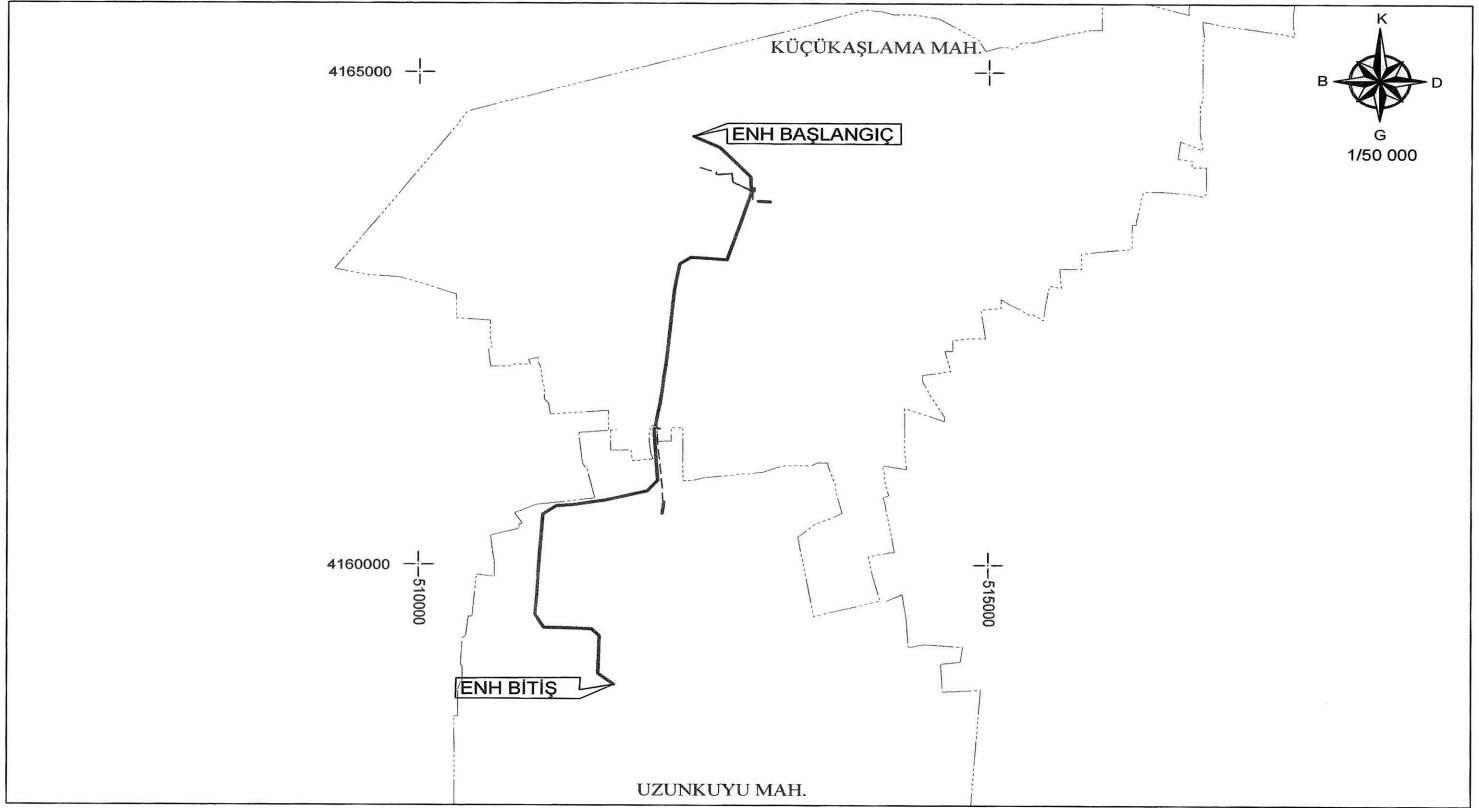 KÜÇÜKAŞLAMA MAH.
4165000
K
B
D
G
1/50 000
ENH BAŞLANGIÇ
4160000
510000
515000
ENH BİTİŞ
UZUNKUYU MAH.